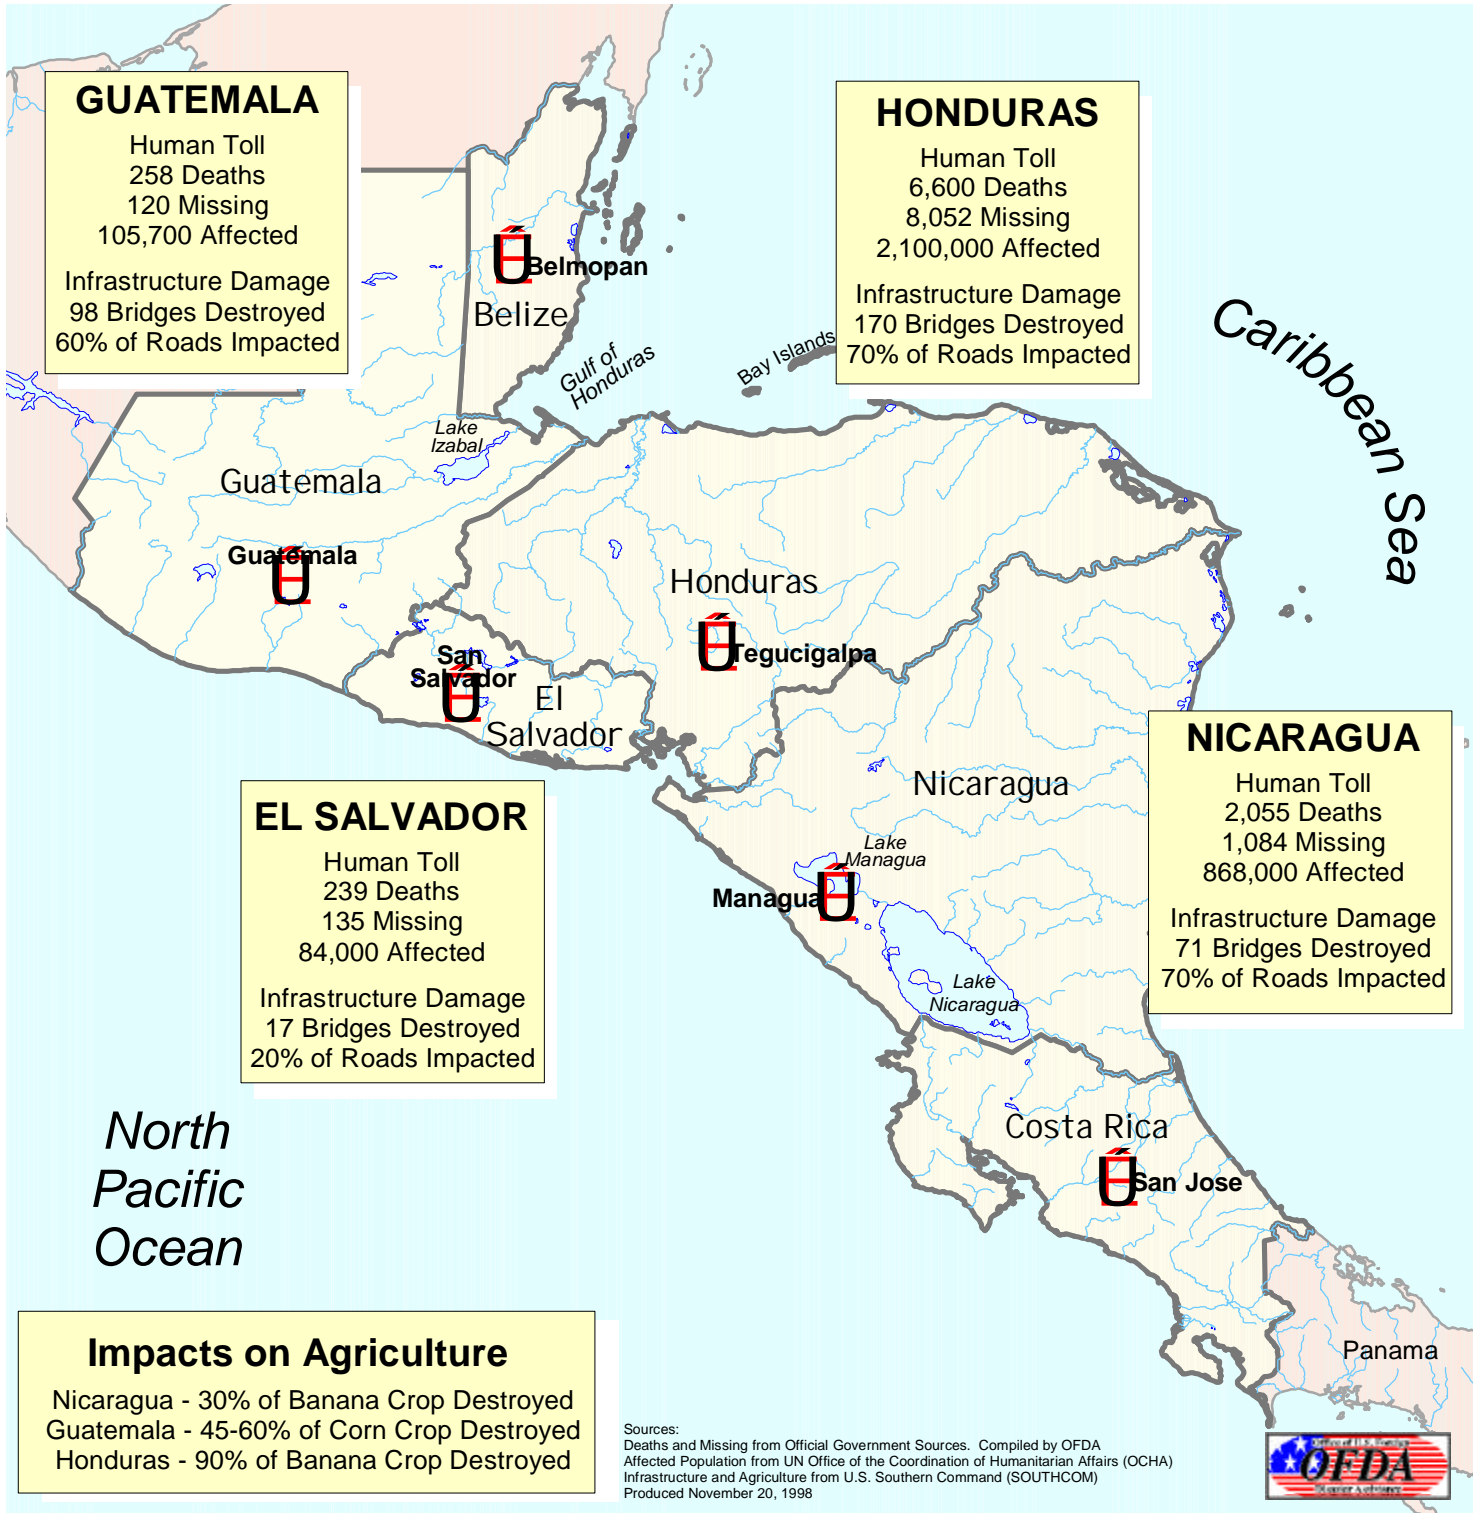 GUATEMALA
Human Toll
258 Deaths
120 Missing
105,700 Affected
Infrastructure Damage
98 Bridges Destroyed
60% of Roads Impacted
HONDURAS
Human Toll
6,600 Deaths
8,052 Missing
2,100,000 Affected
Infrastructure Damage
170 Bridges Destroyed
70% of Roads Impacted
Belmopan
Belize
Gulf of
Honduras
Bay Islands
Caribbean Sea
Lake
Izabal
Guatemala
Guatemala
Honduras
Tegucigalpa
San
Salvador
El
Salvador
Nicaragua
NICARAGUA
Human Toll
2,055 Deaths
1,084 Missing
868,000 Affected
Infrastructure Damage
71 Bridges Destroyed
70% of Roads Impacted
EL SALVADOR
Human Toll
239 Deaths
135 Missing
84,000 Affected
Infrastructure Damage
17 Bridges Destroyed
20% of Roads Impacted
Lake
Managua
Managua
Lake
Nicaragua
Costa Rica
San Jose
North
Pacific
Ocean
Panama
Impacts on Agriculture
Nicaragua - 30% of Banana Crop Destroyed
Guatemala - 45-60% of Corn Crop Destroyed
Honduras - 90% of Banana Crop Destroyed
Sources:
Deaths and Missing from Official Government Sources. Compiled by OFDA
Affected Population from UN Office of the Coordination of Humanitarian Affairs (OCHA)
Infrastructure and Agriculture from U.S. Southern Command (SOUTHCOM)
Produced November 20, 1998
Office of U.S. Foreign
OFDA
Disaster Assistance